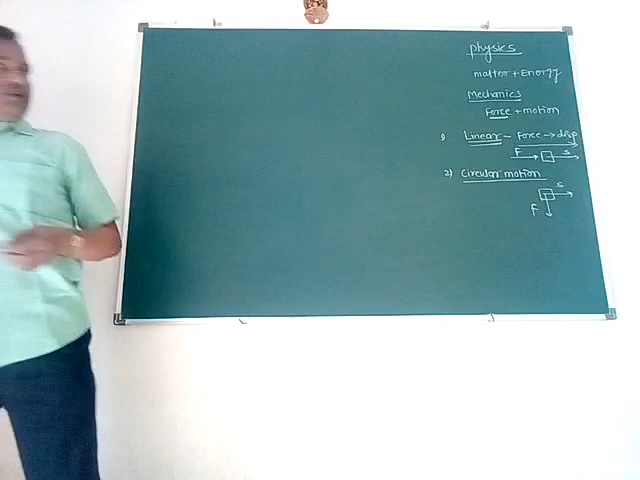 physics
matter + Energy
Mechanics
Force + motion
1) Linear - Force → disp
F S
2) Circular motion
S
F